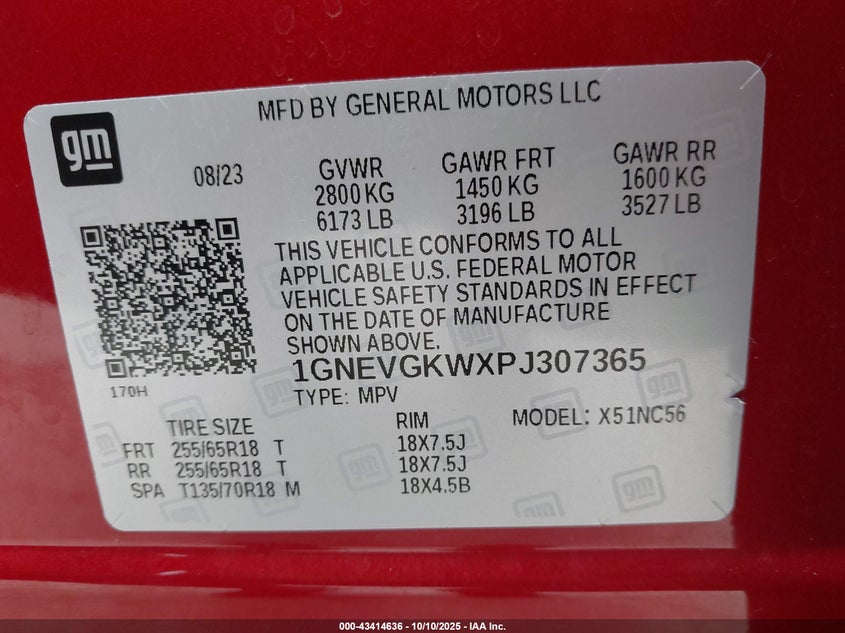 MFD BY GENERAL MOTORS LLC
gm
08/23
GVWR
2800 KG
6173 LB
GAWR FRT
1450 KG
3196 LB
GAWR RR
1600 KG
3527 LB
THIS VEHICLE CONFORMS TO ALL
APPLICABLE U.S. FEDERAL MOTOR
VEHICLE SAFETY STANDARDS IN EFFECT
ON THE DATE OF MANUFACTURE
SHOWN ABOVE.
1GNEVGKWXPJ307365
170H
TYPE: MPV
MODEL: X51NC56
TIRE SIZE RIM
FRT 255/65R18 T 18X7.5J
RR 255/65R18 T 18X7.5J
SPA T135/70R18 M 18X4.5B
000-43414636 - 10/10/2025 - IAA Inc.